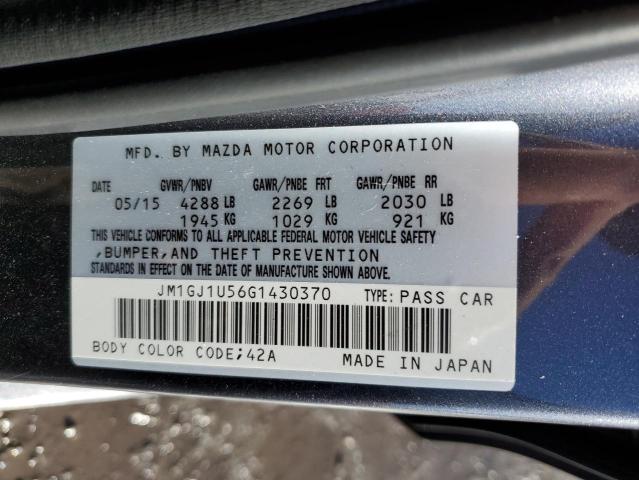 MFD. BY MAZDA MOTOR CORPORATION
DATE GVWR/PNBV GAWR/PNBE FRT GAWR/PNBE RR
05/15 4288 LB 2269 LB 2030 LB
1945 KG 1029 KG 921 KG
THIS VEHICLE CONFORMS TO ALL APPLICABLE FEDERAL MOTOR VEHICLE SAFETY
,BUMPER,AND THEFT PREVENTION
STANDARDS IN EFFECT ON THE DATE OF MANUFACTURE SHOWN ABOVE.
JM1GJ1U56G1430370 TYPE: PASS CAR
BODY COLOR CODE;42A MADE IN JAPAN